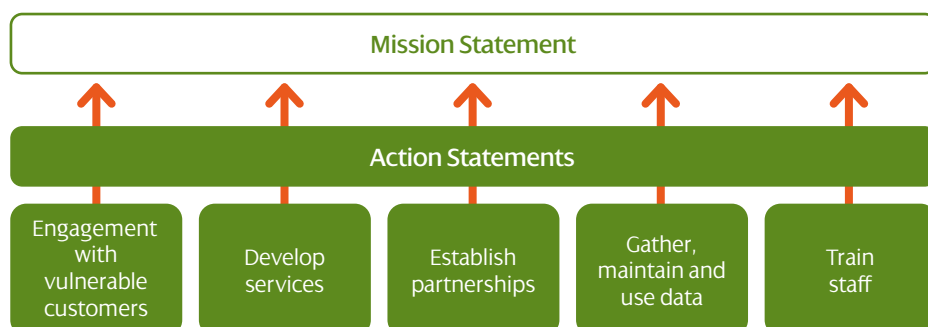 Mission Statement
Action Statements
Engagement
with
vulnerable
customers
Develop
services
Establish
partnerships
Gather,
maintain and
use data
Train
staff